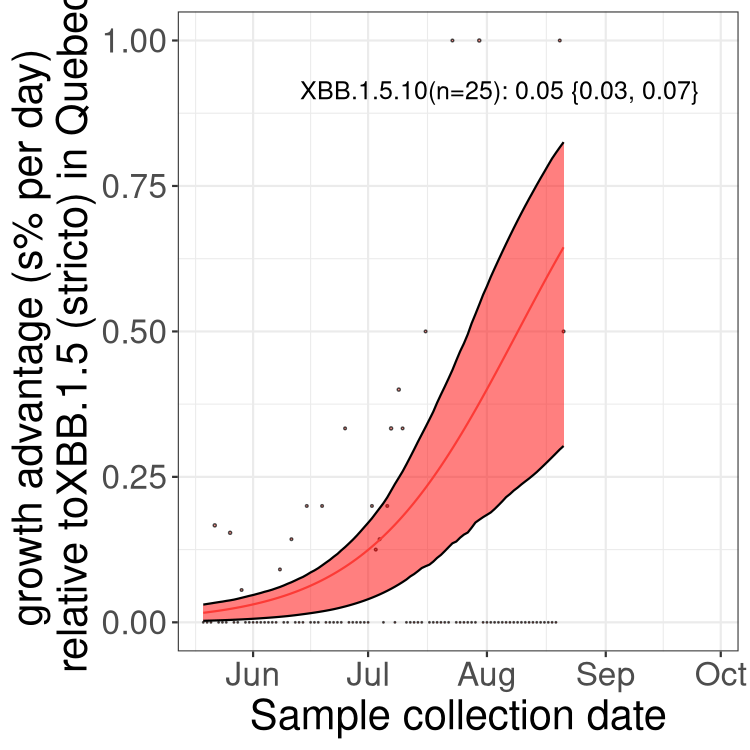 growth advantage (s% per day)
relative toXBB.1.5 (stricto) in Quebec
1.00
0.75
0.50
0.25
0.00
XBB.1.5.10(n=25): 0.05 {0.03, 0.07}
Jun Jul Aug Sep Oct
Sample collection date